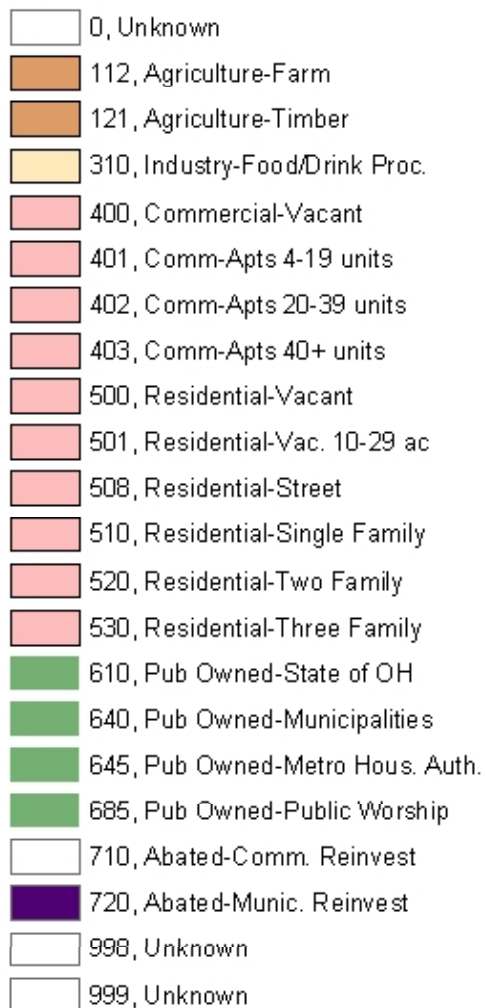 0, Unknown
112, Agriculture-Farm
121, Agriculture-Timber
310, Industry-Food/Drink Proc.
400, Commercial-Vacant
401, Comm-Apts 4-19 units
402, Comm-Apts 20-39 units
403, Comm-Apts 40+ units
500, Residential-Vacant
501, Residential-Vac. 10-29 ac
508, Residential-Street
510, Residential-Single Family
520, Residential-Two Family
530, Residential-Three Family
610, Pub Owned-State of OH
640, Pub Owned-Municipalities
645, Pub Owned-Metro Hous. Auth.
685, Pub Owned-Public Worship
710, Abated-Comm. Reinvest
720, Abated-Munic. Reinvest
998, Unknown
999, Unknown